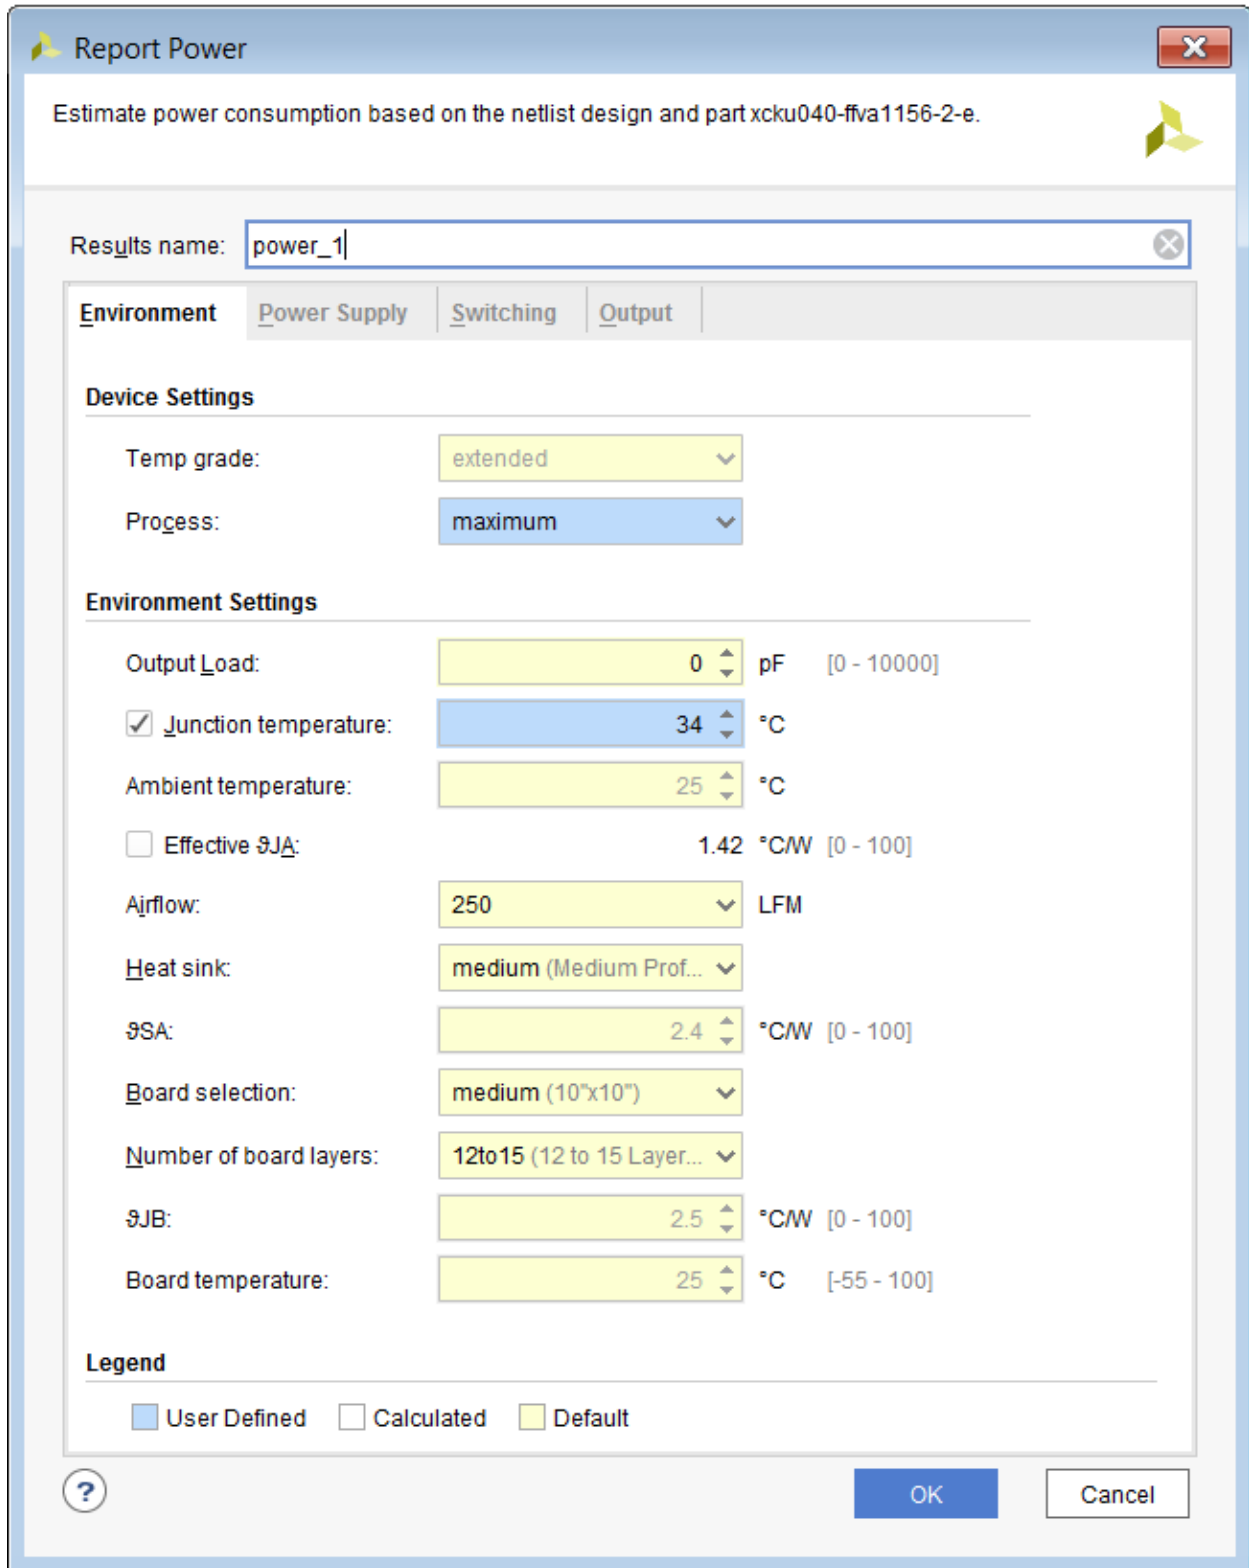 Report Power
Estimate power consumption based on the netlist design and part xcku040-ffva1156-2-e.
Results name: power_1
Environment Power Supply Switching Output
Device Settings
Temp grade: extended
Process: maximum
Environment Settings
Output Load: 0 pF [0 - 10000]
Junction temperature: 34 °C
Ambient temperature: 25 °C
Effective ϑJA: 1.42 °C/W [0 - 100]
Airflow: 250 LFM
Heat sink: medium (Medium Prof...
ϑSA: 2.4 °C/W [0 - 100]
Board selection: medium (10"x10")
Number of board layers: 12to15 (12 to 15 Layer...
ϑJB: 2.5 °C/W [0 - 100]
Board temperature: 25 °C [-55 - 100]
Legend
User Defined Calculated Default
? OK Cancel